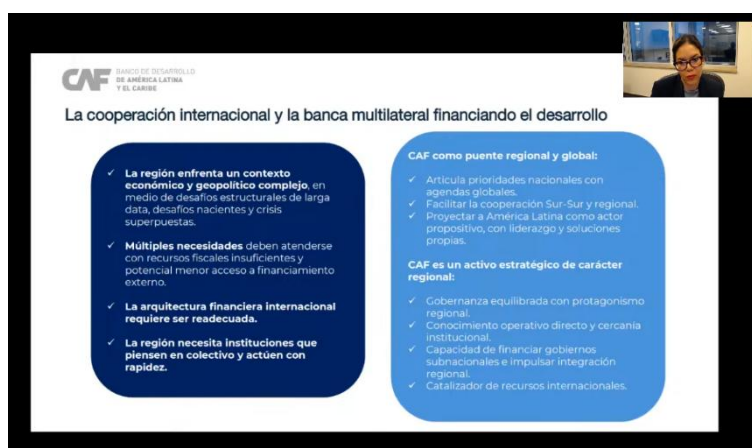 CAF
BANCO DE DESARROLLO
DE AMÉRICA LATINA
Y EL CARIBE
La cooperación internacional y la banca multilateral financiando el desarrollo
✓ La región enfrenta un contexto
económico y geopolítico complejo, en
medio de desafíos estructurales de larga
data, desafíos nacientes y crisis
superpuestas.
✓ Múltiples necesidades deben atenderse
con recursos fiscales insuficientes y
potencial menor acceso a financiamiento
externo.
✓ La arquitectura financiera internacional
requiere ser readecuada.
✓ La región necesita instituciones que
piensen en colectivo y actúen con
rapidez.
CAF como puente regional y global:
✓ Articula prioridades nacionales con
agendas globales.
✓ Facilitar la cooperación Sur-Sur y regional.
✓ Proyectar a América Latina como actor
propositivo, con liderazgo y soluciones
propias.
CAF es un activo estratégico de carácter
regional:
✓ Gobernanza equilibrada con protagonismo
regional.
✓ Conocimiento operativo directo y cercanía
institucional.
✓ Capacidad de financiar gobiernos
subnacionales e impulsar integración
regional.
✓ Catalizador de recursos internacionales.